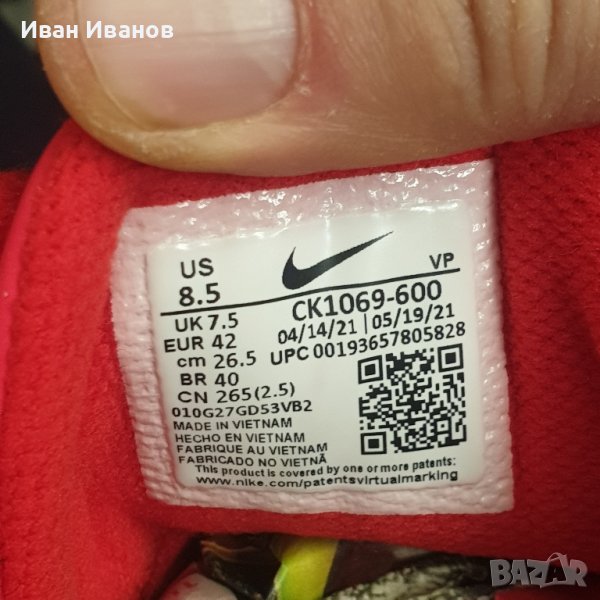 Иван Иванов
US
8.5
VP
CK1069-600
UK 7.5
04/14/21 | 05/19/21
EUR 42
UPC 00193657805828
cm 26.5
BR 40
CN 265(2.5)
010G27GD53VB2
MADE IN VIETNAM
HECHO EN VIETNAM
FABRIQUE AU VIETNAM
FABRICADO NO VIETNÃ
This product is covered by one or more patents:
www.nike.com/patentsvirtualmarking
BAZAR